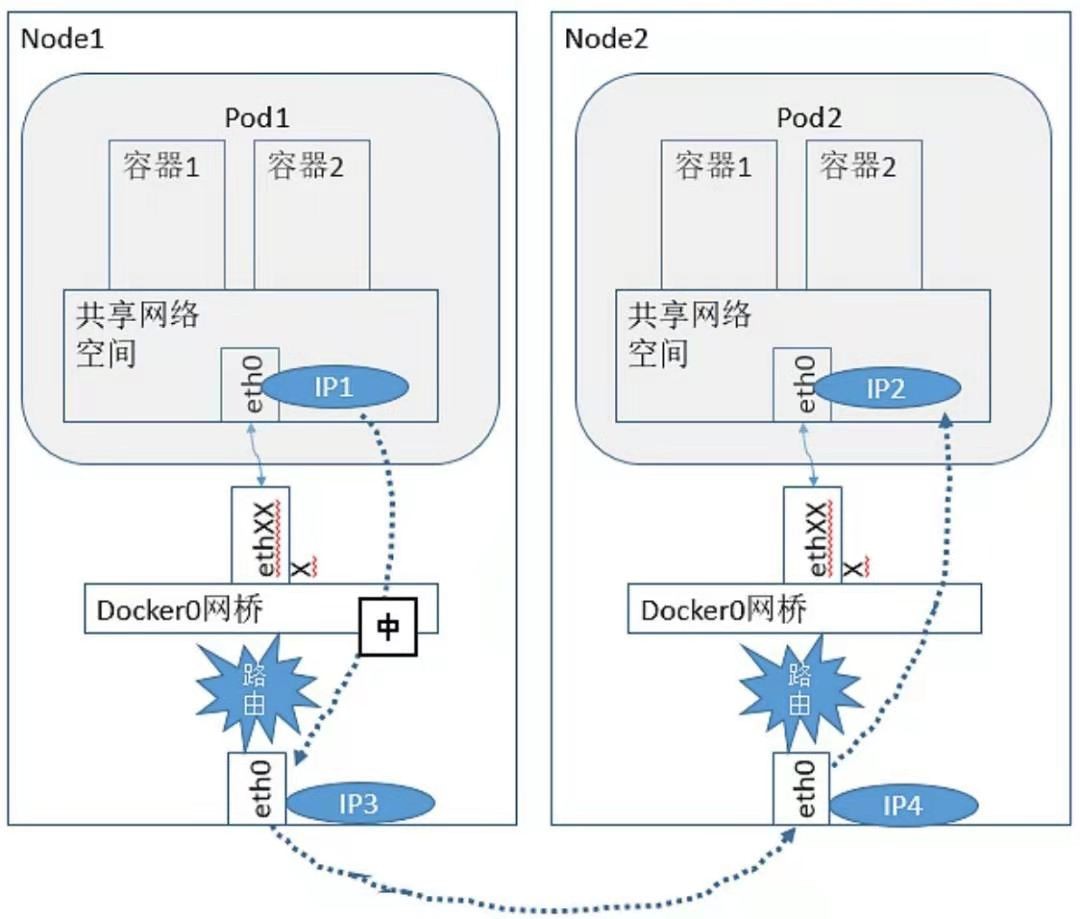 Node1
Pod1
容器1
容器2
共享网络
空间
eth0
IP1
ethXX
X
Docker0网桥
中
路
由
eth0
IP3
Node2
Pod2
容器1
容器2
共享网络
空间
eth0
IP2
ethXX
X
Docker0网桥
路
由
eth0
IP4